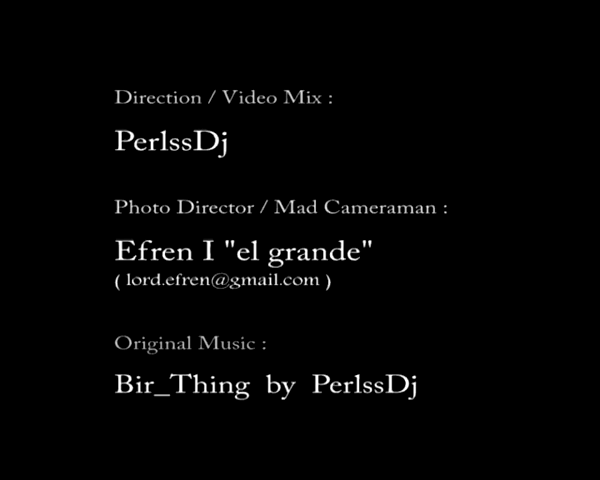 Direction / Video Mix :
PerlssDj
Photo Director / Mad Cameraman :
Efren I "el grande"
( lord.efren@gmail.com )
Original Music :
Bir_Thing by PerlssDj